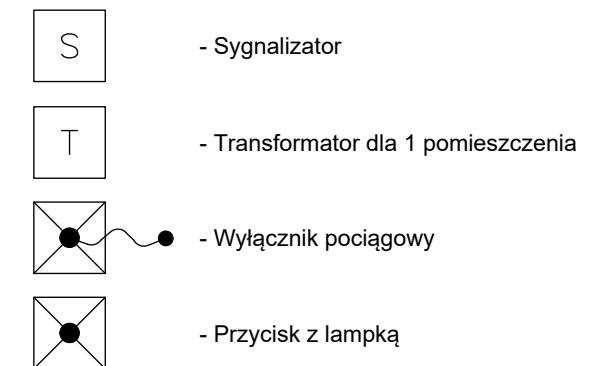 S - Sygnalizator
T - Transformator dla 1 pomieszczenia
- Wyłącznik pociągowy
- Przycisk z lampką